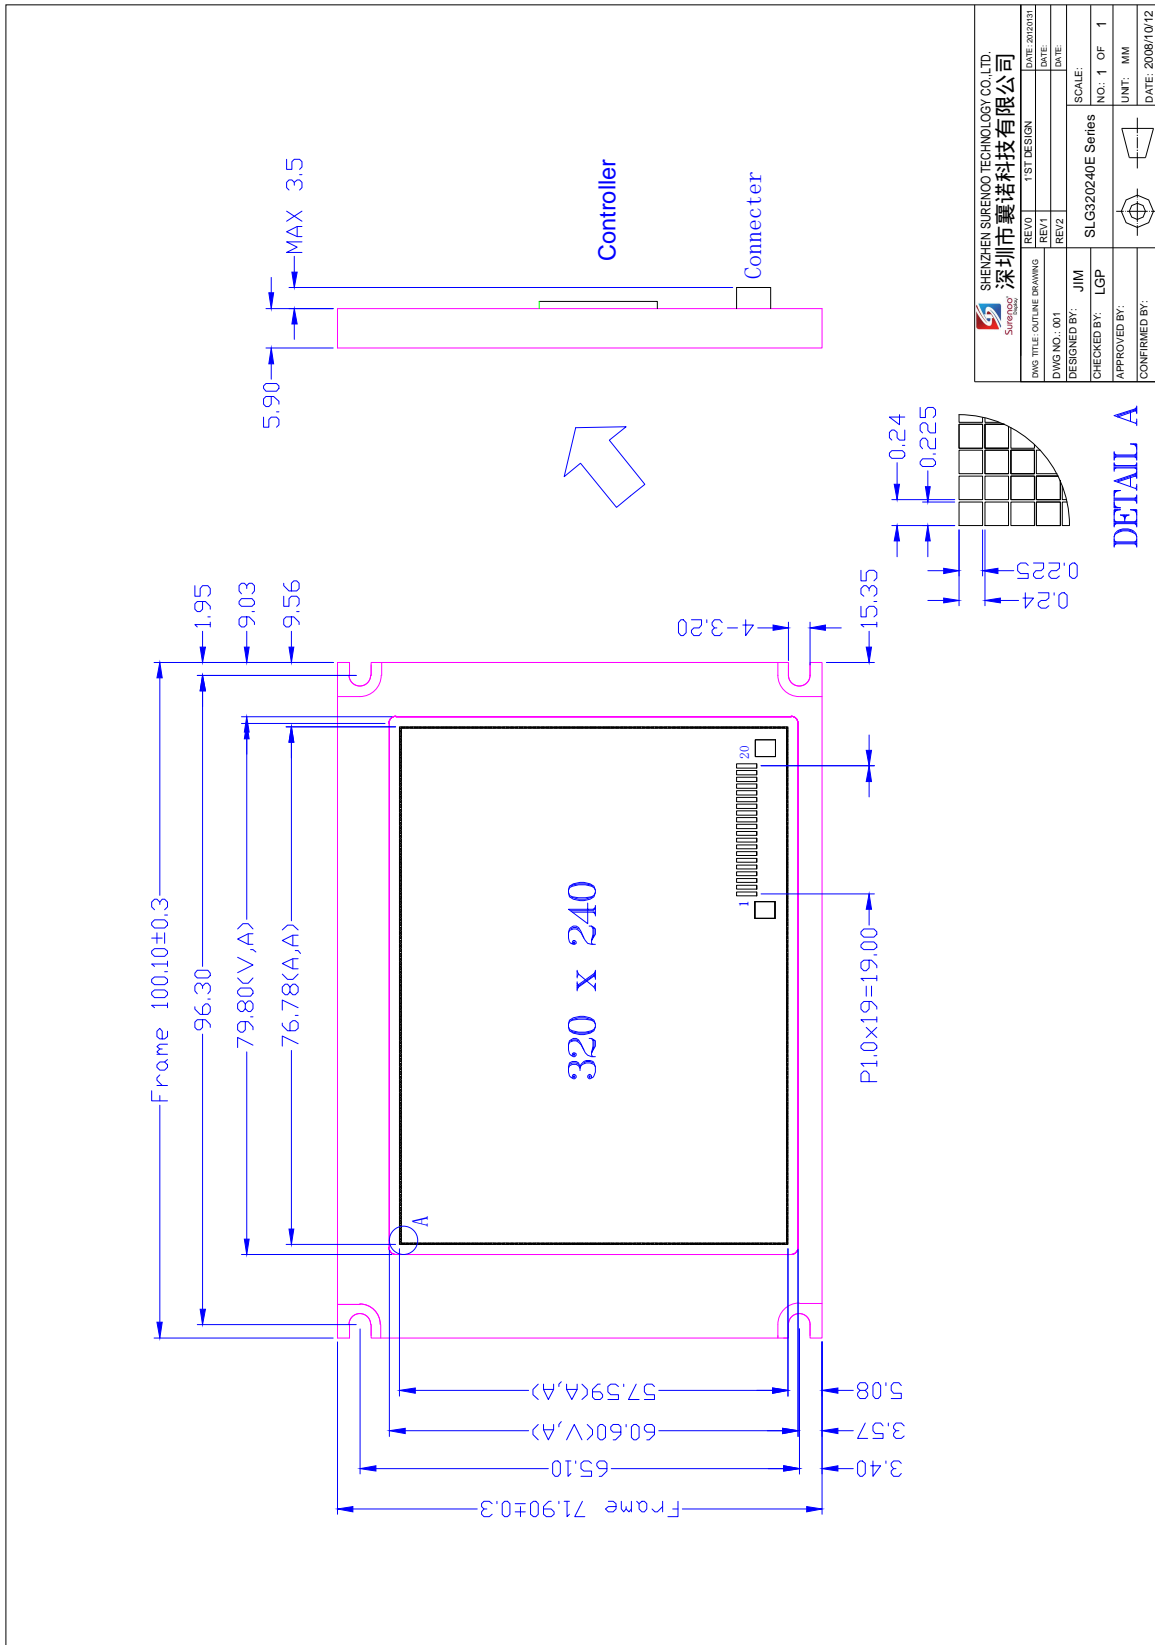 Frame 100.10±0.3
96.30
1.95
79.80(V,A)
9.03
76.78(A,A)
9.56
A
320 x 240
1
20
P1.0x19=19.00
15.35
4-3.20
Frame 71.90±0.3
65.10
3.40
60.60(V,A)
3.57
57.59(A,A)
5.08
5.90
MAX 3.5
Controller
Connecter
0.24
0.225
0.225
0.24
DETAIL A
Surenoo
Display
SHENZHEN SURENOO TECHNOLOGY CO.,LTD.
深圳市襄诺科技有限公司
DWG TITLE: OUTLINE DRAWING
REV0
1'ST DESIGN
DATE: 20120131
DWG NO.: 001
REV1
DATE:
REV2
DATE:
DESIGNED BY: JIM
SLG320240E Series
SCALE:
CHECKED BY: LGP
NO.: 1 OF 1
APPROVED BY:
UNIT: MM
CONFIRMED BY:
DATE: 2008/10/12